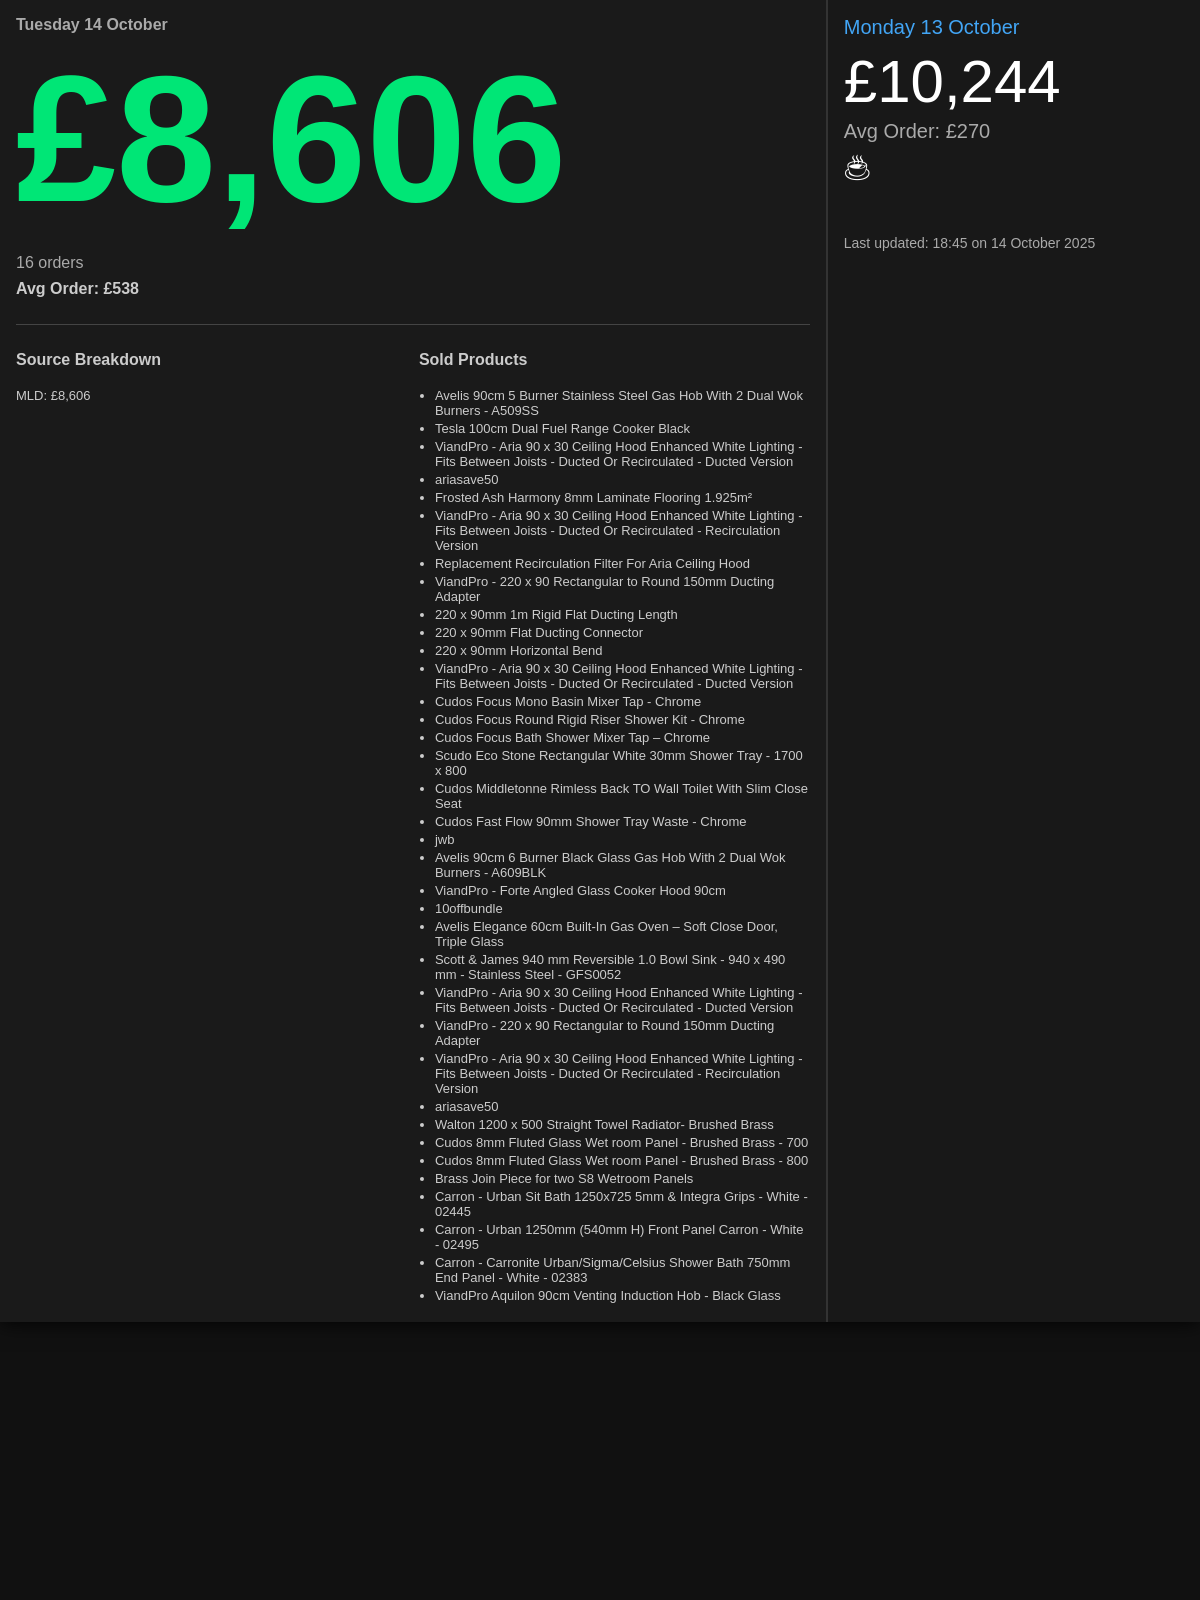 Tuesday 14 October
£8,606
16 orders
Avg Order: £538
Source Breakdown
MLD: £8,606
Sold Products
• Avelis 90cm 5 Burner Stainless Steel Gas Hob With 2 Dual Wok
Burners - A509SS
• Tesla 100cm Dual Fuel Range Cooker Black
• ViandPro - Aria 90 x 30 Ceiling Hood Enhanced White Lighting -
Fits Between Joists - Ducted Or Recirculated - Ducted Version
• ariasave50
• Frosted Ash Harmony 8mm Laminate Flooring 1.925m²
• ViandPro - Aria 90 x 30 Ceiling Hood Enhanced White Lighting -
Fits Between Joists - Ducted Or Recirculated - Recirculation
Version
• Replacement Recirculation Filter For Aria Ceiling Hood
• ViandPro - 220 x 90 Rectangular to Round 150mm Ducting
Adapter
• 220 x 90mm 1m Rigid Flat Ducting Length
• 220 x 90mm Flat Ducting Connector
• 220 x 90mm Horizontal Bend
• ViandPro - Aria 90 x 30 Ceiling Hood Enhanced White Lighting -
Fits Between Joists - Ducted Or Recirculated - Ducted Version
• Cudos Focus Mono Basin Mixer Tap - Chrome
• Cudos Focus Round Rigid Riser Shower Kit - Chrome
• Cudos Focus Bath Shower Mixer Tap – Chrome
• Scudo Eco Stone Rectangular White 30mm Shower Tray - 1700
x 800
• Cudos Middletonne Rimless Back TO Wall Toilet With Slim Close
Seat
• Cudos Fast Flow 90mm Shower Tray Waste - Chrome
• jwb
• Avelis 90cm 6 Burner Black Glass Gas Hob With 2 Dual Wok
Burners - A609BLK
• ViandPro - Forte Angled Glass Cooker Hood 90cm
• 10offbundle
• Avelis Elegance 60cm Built-In Gas Oven – Soft Close Door,
Triple Glass
• Scott & James 940 mm Reversible 1.0 Bowl Sink - 940 x 490
mm - Stainless Steel - GFS0052
• ViandPro - Aria 90 x 30 Ceiling Hood Enhanced White Lighting -
Fits Between Joists - Ducted Or Recirculated - Ducted Version
• ViandPro - 220 x 90 Rectangular to Round 150mm Ducting
Adapter
• ViandPro - Aria 90 x 30 Ceiling Hood Enhanced White Lighting -
Fits Between Joists - Ducted Or Recirculated - Recirculation
Version
• ariasave50
• Walton 1200 x 500 Straight Towel Radiator- Brushed Brass
• Cudos 8mm Fluted Glass Wet room Panel - Brushed Brass - 700
• Cudos 8mm Fluted Glass Wet room Panel - Brushed Brass - 800
• Brass Join Piece for two S8 Wetroom Panels
• Carron - Urban Sit Bath 1250x725 5mm & Integra Grips - White -
02445
• Carron - Urban 1250mm (540mm H) Front Panel Carron - White
- 02495
• Carron - Carronite Urban/Sigma/Celsius Shower Bath 750mm
End Panel - White - 02383
• ViandPro Aquilon 90cm Venting Induction Hob - Black Glass
Monday 13 October
£10,244
Avg Order: £270
☕
Last updated: 18:45 on 14 October 2025